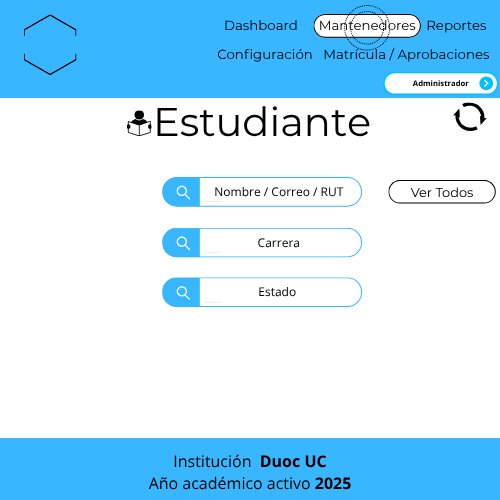 Dashboard Mantenedores Reportes
Configuración Matrícula / Aprobaciones
Administrador
Estudiante
Nombre / Correo / RUT Ver Todos
Carrera
Estado
Institución Duoc UC
Año académico activo 2025